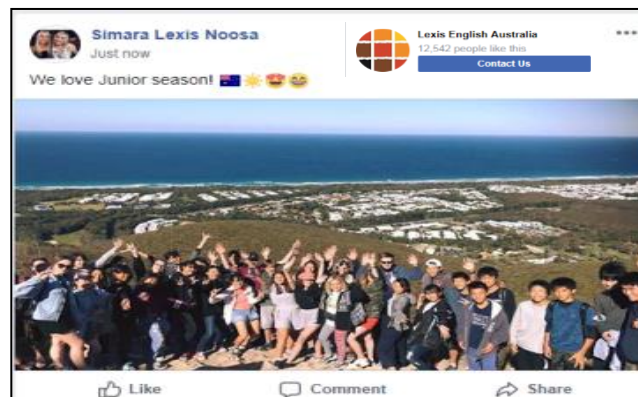 Simara Lexis Noosa
Just now
We love Junior season! 🇦🇺☀️😍😄
Lexis English Australia
12,542 people like this
Contact Us
Like
Comment
Share